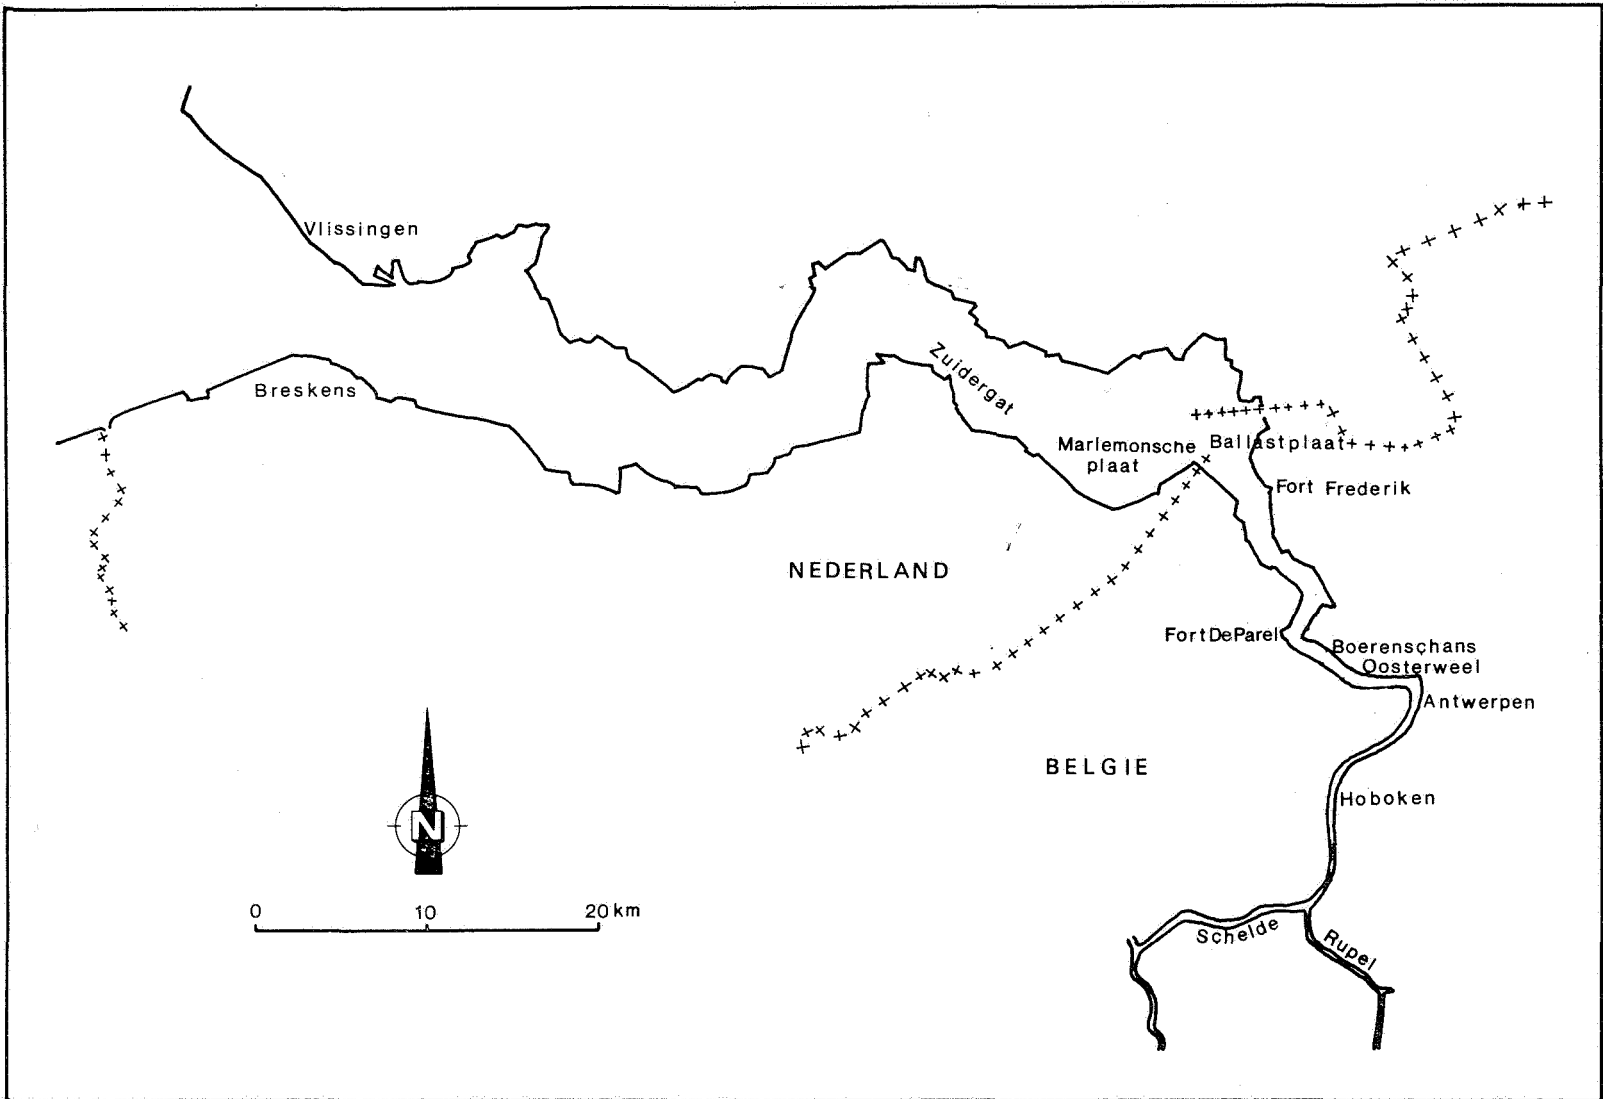 Vlissingen
Breskens
Zuidergat
Marlemonsche
plaat
Ballastplaat
Fort Frederik
NEDERLAND
Fort De Parel
Boerenschans
Oosterweel
Antwerpen
BELGIE
Hoboken
N
0 10 20 km
Schelde
Rupel